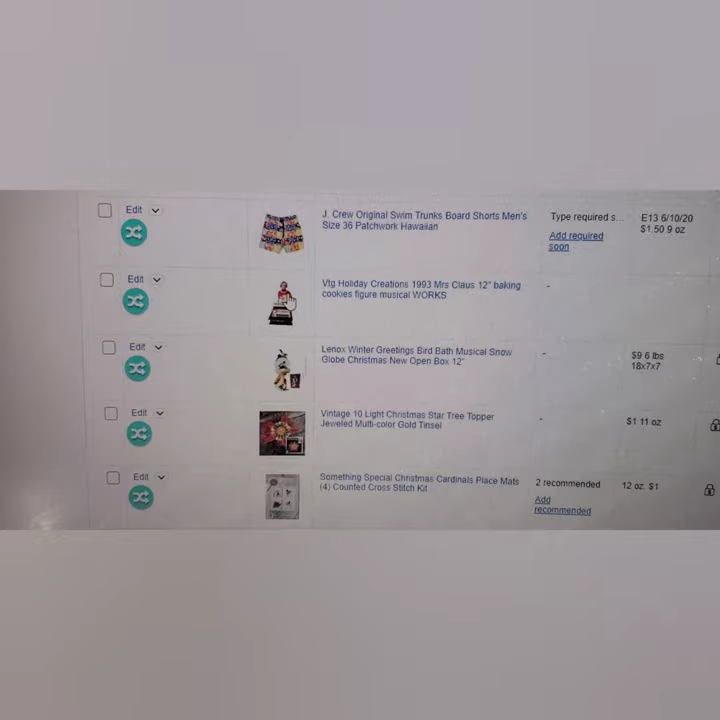 Edit
J. Crew Original Swim Trunks Board Shorts Men's
Size 36 Patchwork Hawaiian
Type required s...
Add required
soon
E13 6/10/20
$1.50 9 oz
Edit
Vtg Holiday Creations 1993 Mrs Claus 12" baking
cookies figure musical WORKS
-
Edit
Lenox Winter Greetings Bird Bath Musical Snow
Globe Christmas New Open Box 12"
-
$9 6 lbs
18x7x7
Edit
Vintage 10 Light Christmas Star Tree Topper
Jeweled Multi-color Gold Tinsel
-
$1 11 oz
Edit
Something Special Christmas Cardinals Place Mats
(4) Counted Cross Stitch Kit
2 recommended
Add
recommended
12 oz. $1